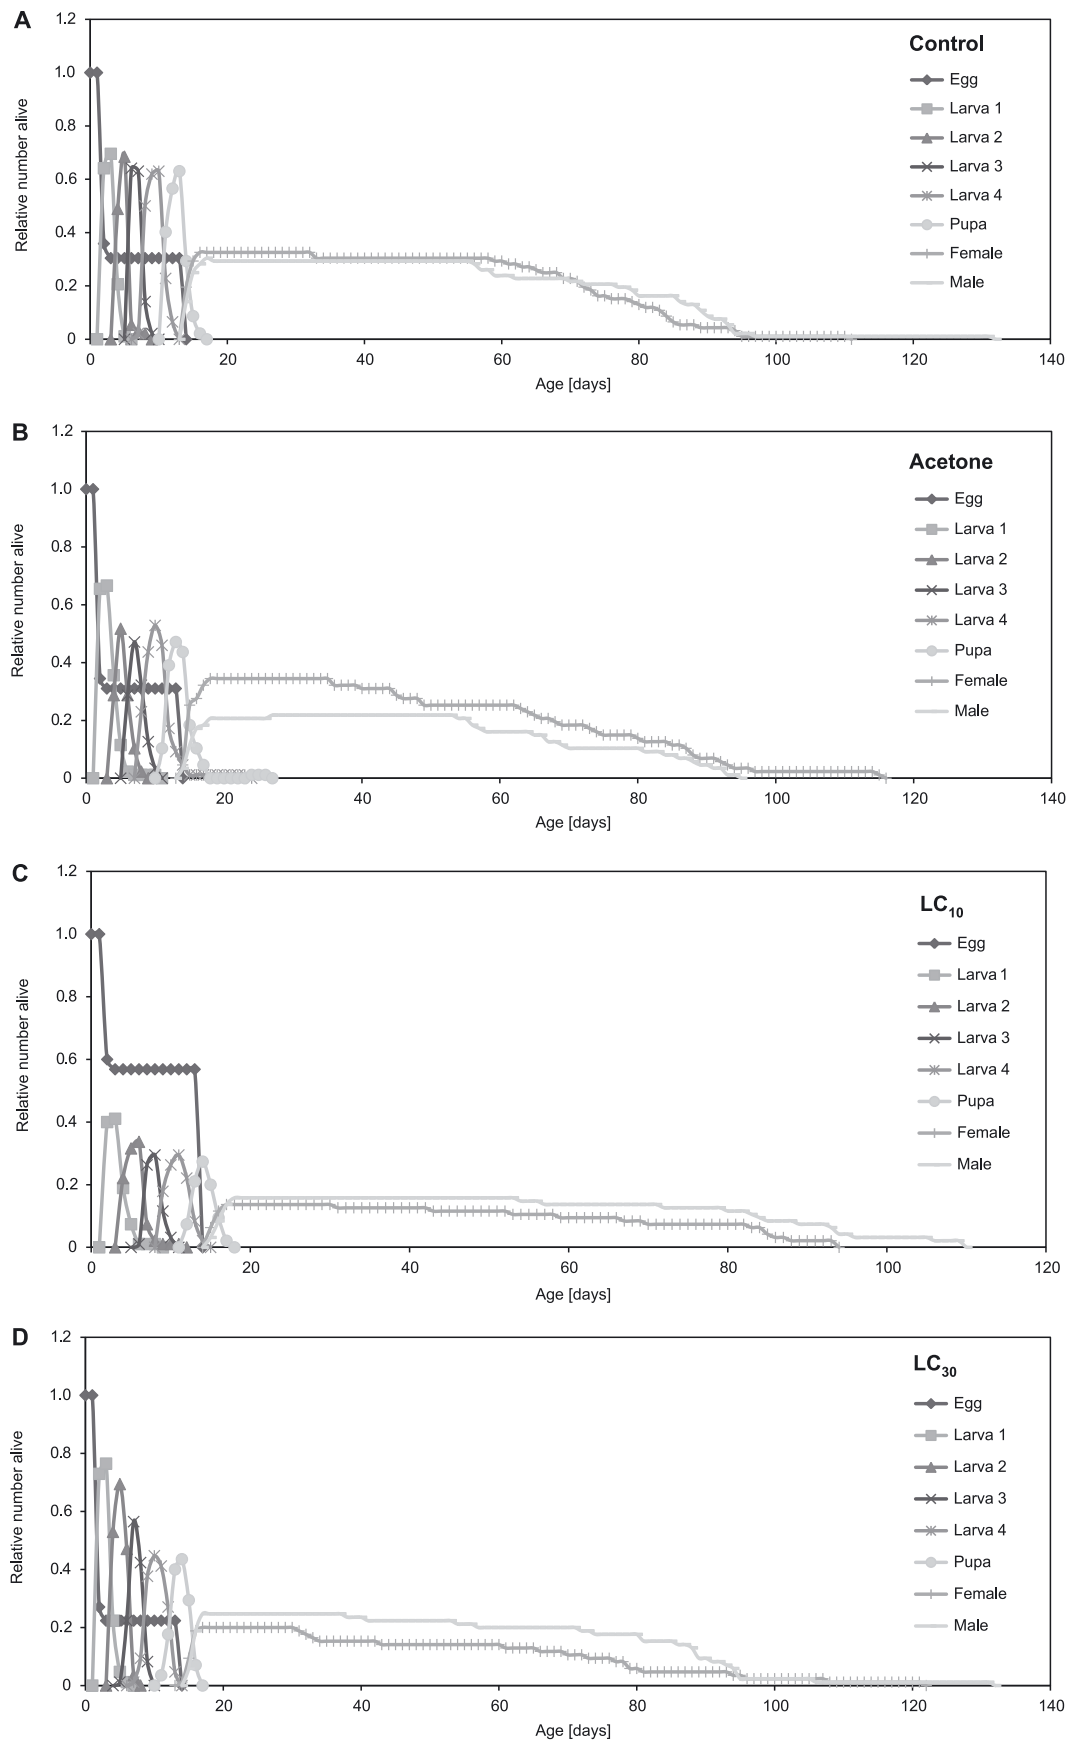 A
1.2
1.0
0.8
0.6
0.4
0.2
0
Relative number alive
0 20 40 60 80 100 120 140
Age [days]
Control
Egg
Larva 1
Larva 2
Larva 3
Larva 4
Pupa
Female
Male
B
1.2
1.0
0.8
0.6
0.4
0.2
0
Relative number alive
0 20 40 60 80 100 120 140
Age [days]
Acetone
Egg
Larva 1
Larva 2
Larva 3
Larva 4
Pupa
Female
Male
C
1.2
1.0
0.8
0.6
0.4
0.2
0
Relative number alive
0 20 40 60 80 100 120
Age [days]
LC10
Egg
Larva 1
Larva 2
Larva 3
Larva 4
Pupa
Female
Male
D
1.2
1.0
0.8
0.6
0.4
0.2
0
Relative number alive
0 20 40 60 80 100 120 140
Age [days]
LC30
Egg
Larva 1
Larva 2
Larva 3
Larva 4
Pupa
Female
Male